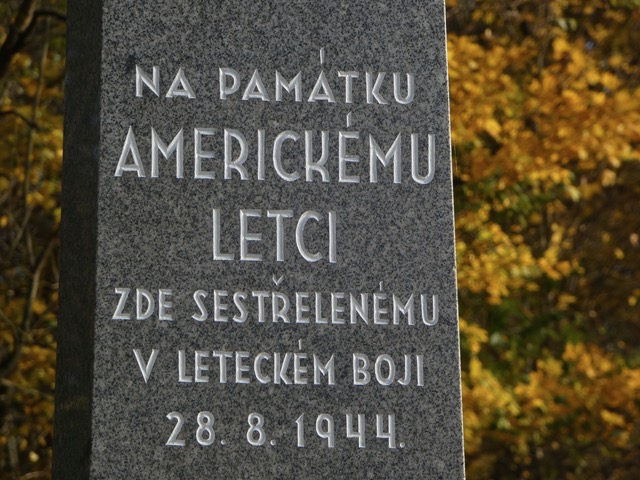 NA PAMÁTKU
AMERICKÉMU
LETCI
ZDE SESTŘELENÉMU
V LETECKÉM BOJI
28. 8. 1944.